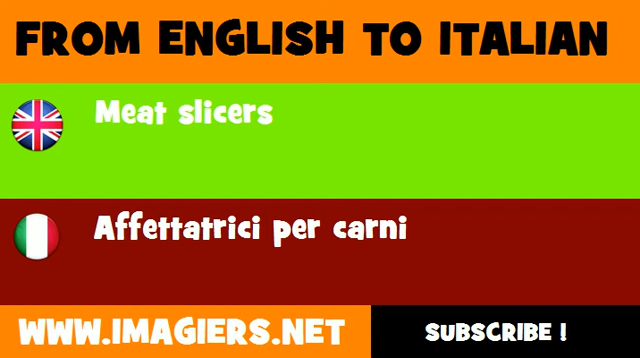 FROM ENGLISH TO ITALIAN
Meat slicers
Affettatrici per carni
WWW.IMAGIERS.NET
SUBSCRIBE !